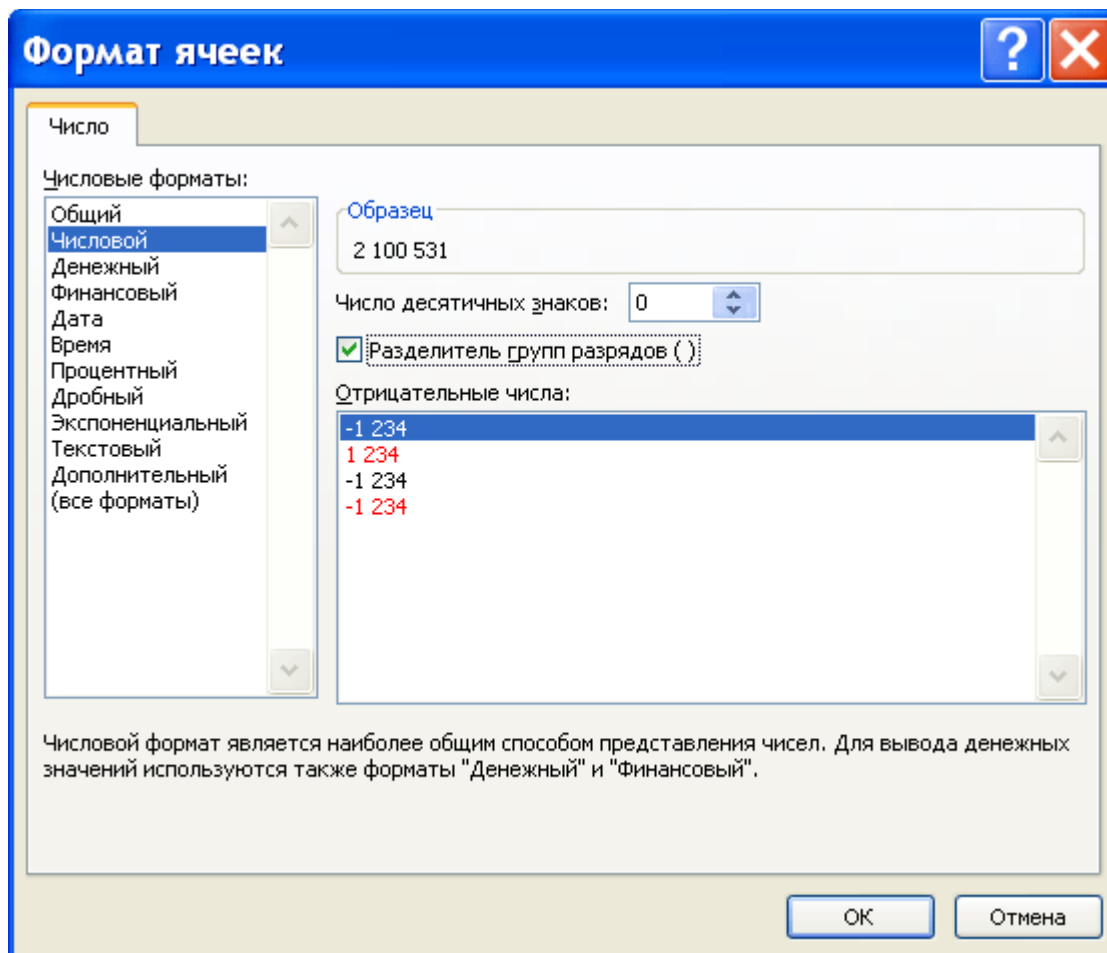 Формат ячеек
?
Число
Числовые форматы:
Общий
Числовой
Денежный
Финансовый
Дата
Время
Процентный
Дробный
Экспоненциальный
Текстовый
Дополнительный
(все форматы)
Образец
2 100 531
Число десятичных знаков: 0
Разделитель групп разрядов ( )
Отрицательные числа:
-1 234
1 234
-1 234
-1 234
Числовой формат является наиболее общим способом представления чисел. Для вывода денежных
значений используются также форматы "Денежный" и "Финансовый".
ОК
Отмена